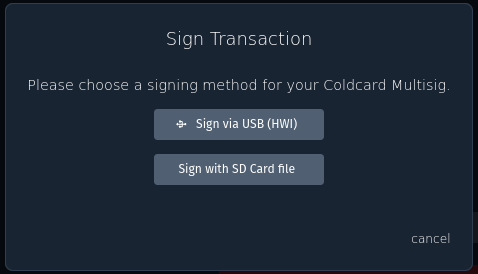 Sign Transaction
Please choose a signing method for your Coldcard Multisig.
Sign via USB (HWI)
Sign with SD Card file
cancel